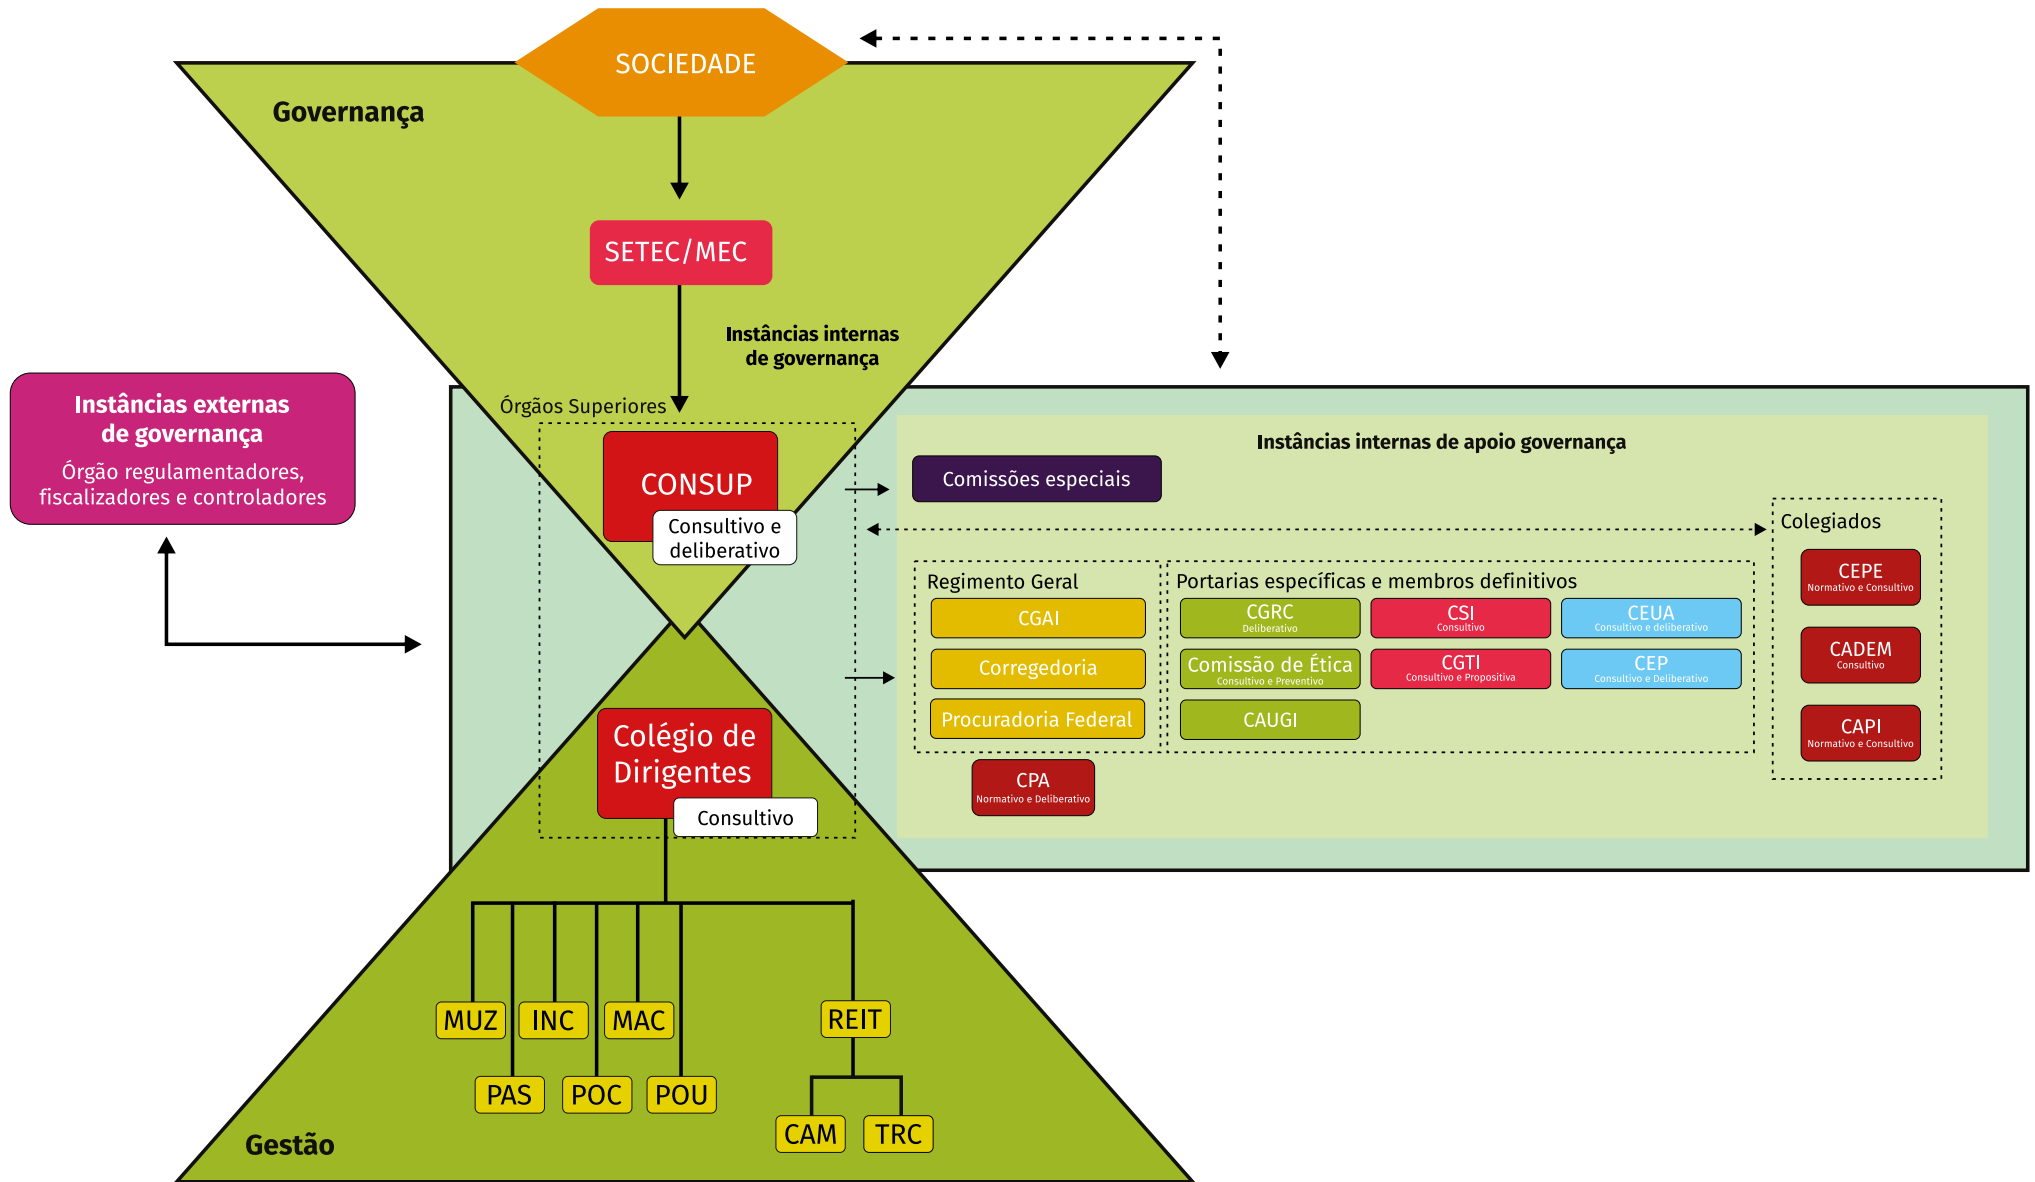 SOCIEDADE
Governança
SETEC/MEC
Instâncias internas
de governança
Instâncias externas
de governança
Órgão regulamentadores,
fiscalizadores e controladores
Órgãos Superiores
CONSUP
Consultivo e
deliberativo
Colégio de
Dirigentes
Consultivo
Instâncias internas de apoio governança
Comissões especiais
Regimento Geral
CGAI
Corregedoria
Procuradoria Federal
CPA
Normativo e Deliberativo
Portarias específicas e membros definitivos
CGRC
Deliberativo
CSI
Consultivo
CEUA
Consultivo e deliberativo
Comissão de Ética
Consultivo e Preventivo
CGTI
Consultivo e Propositiva
CEP
Consultivo e Deliberativo
CAUGI
Colegiados
CEPE
Normativo e Consultivo
CADEM
Consultivo
CAPI
Normativo e Consultivo
MUZ
INC
MAC
REIT
PAS
POC
POU
CAM
TRC
Gestão